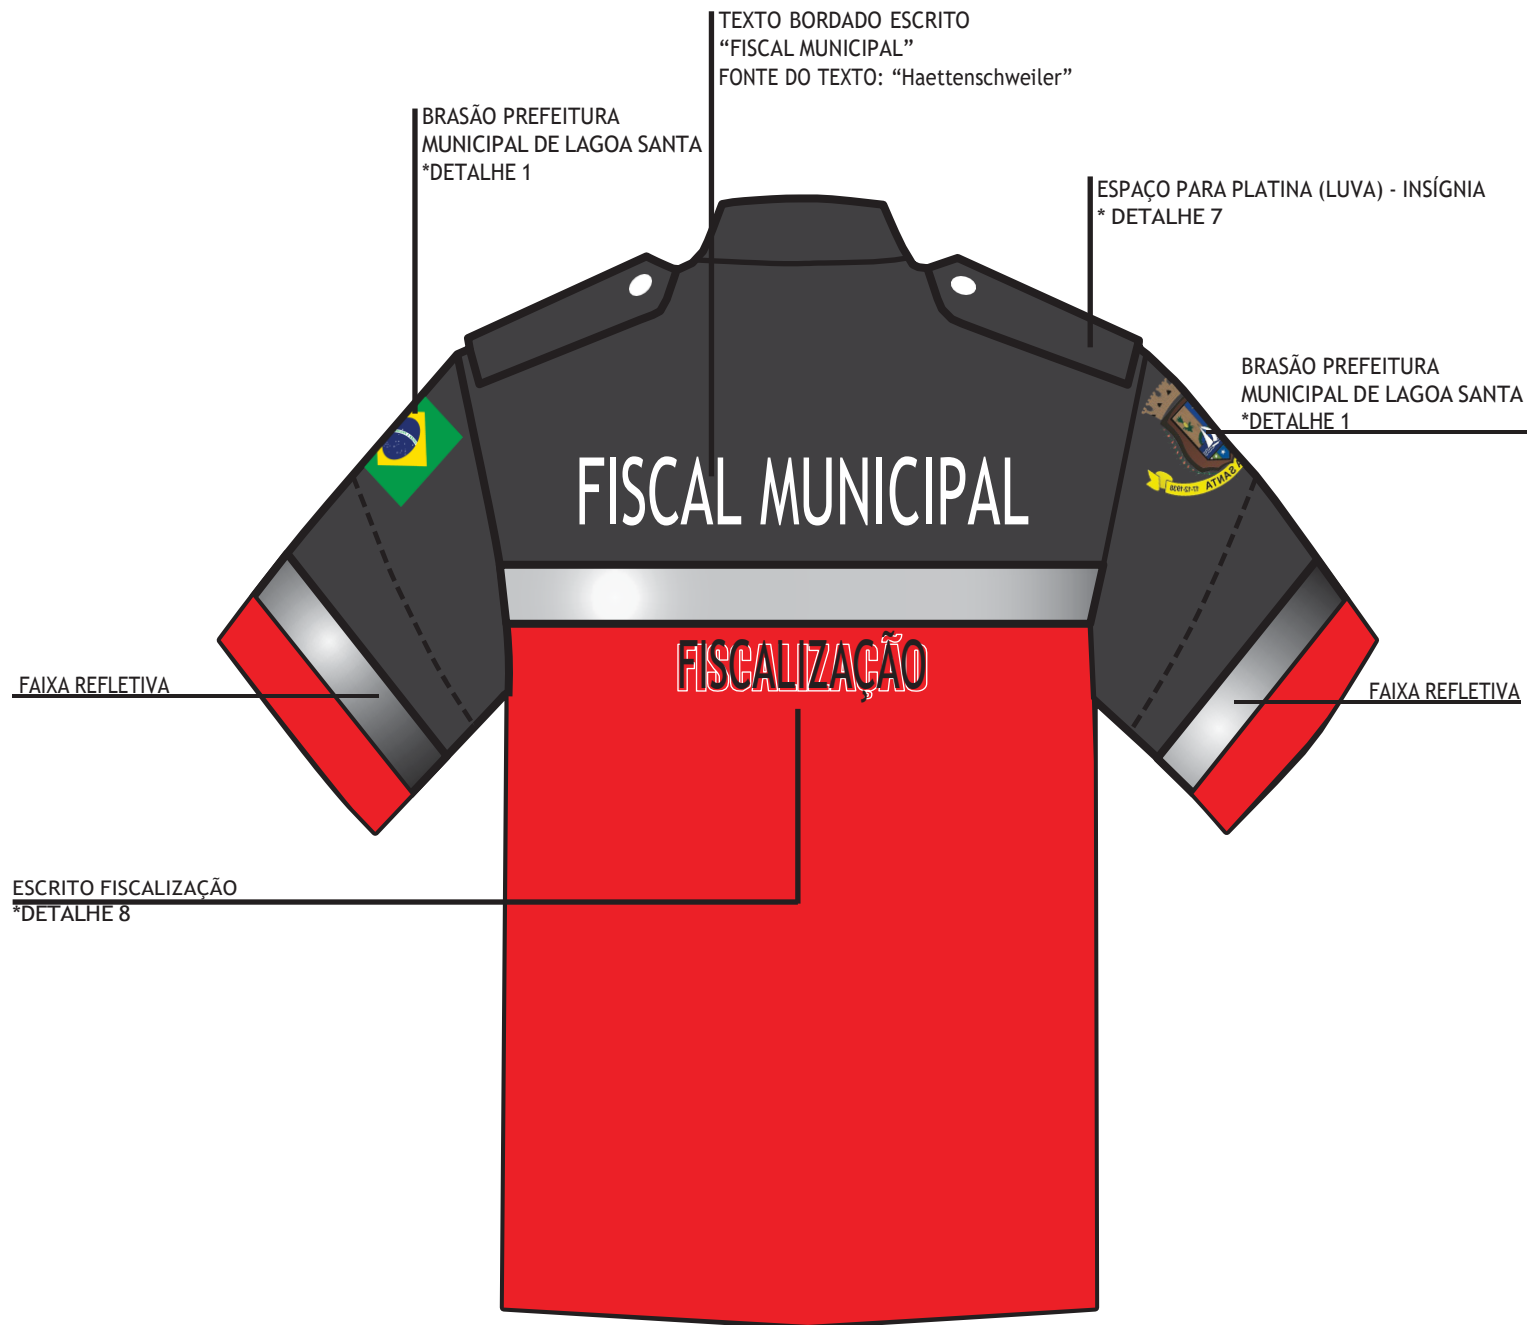 TEXTO BORDADO ESCRITO
“FISCAL MUNICIPAL”
FONTE DO TEXTO: “Haettenschweiler”
BRASÃO PREFEITURA
MUNICIPAL DE LAGOA SANTA
*DETALHE 1
ESPAÇO PARA PLATINA (LUVA) - INSÍGNIA
* DETALHE 7
BRASÃO PREFEITURA
MUNICIPAL DE LAGOA SANTA
*DETALHE 1
SANTA
FISCAL MUNICIPAL
FISCALIZAÇÃO
FAIXA REFLETIVA
FAIXA REFLETIVA
ESCRITO FISCALIZAÇÃO
*DETALHE 8